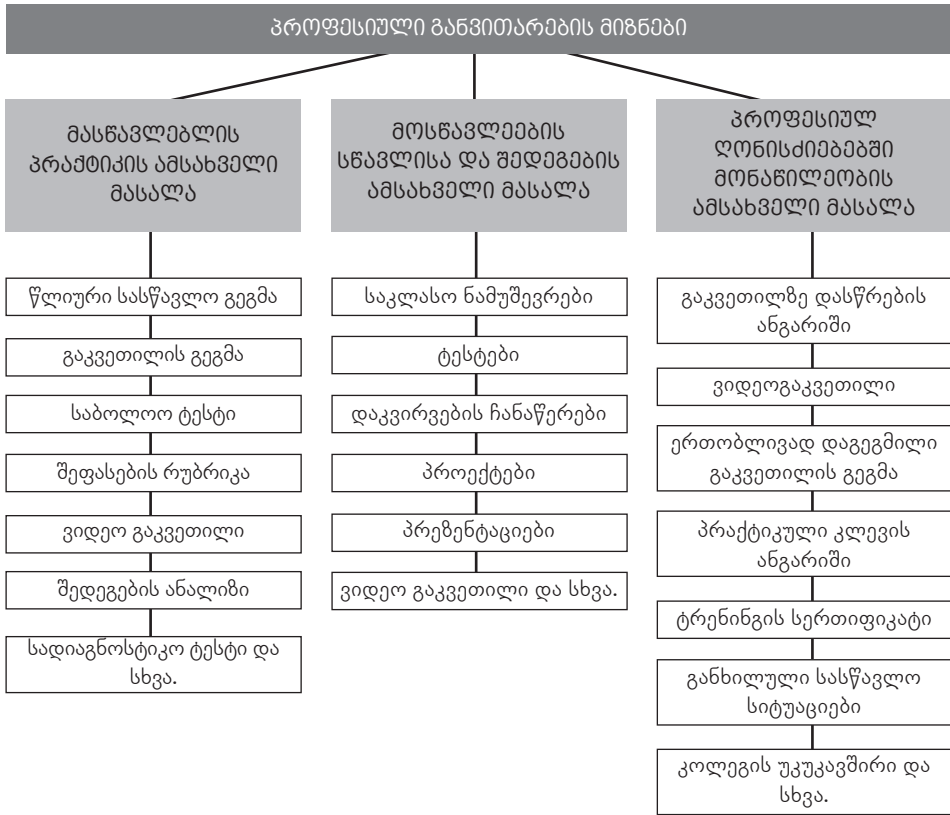 პროფესიული განვითარების მიზნები
მასწავლებლის
პრაქტიკის ამსახველი
მასალა
წლიური სასწავლო გეგმა
გაკვეთილის გეგმა
საბოლოო ტესტი
შეფასების რუბრიკა
ვიდეო გაკვეთილი
შედეგების ანალიზი
სადიაგნოსტიკო ტესტი და
სხვა.
მოსწავლეების
სწავლისა და შედეგების
ამსახველი მასალა
საკლასო ნამუშევრები
ტესტები
დაკვირვების ჩანაწერები
პროექტები
პრეზენტაციები
ვიდეო გაკვეთილი და სხვა.
პროფესიულ
ღონისძიებებში
მონაწილეობის
ამსახველი მასალა
გაკვეთილზე დასწრების
ანგარიში
ვიდეოგაკვეთილი
ერთობლივად დაგეგმილი
გაკვეთილის გეგმა
პრაქტიკული კლევის
ანგარიში
ტრენინგის სერთიფიკატი
განხილული სასწავლო
სიტუაციები
კოლეგის უკუკავშირი და
სხვა.